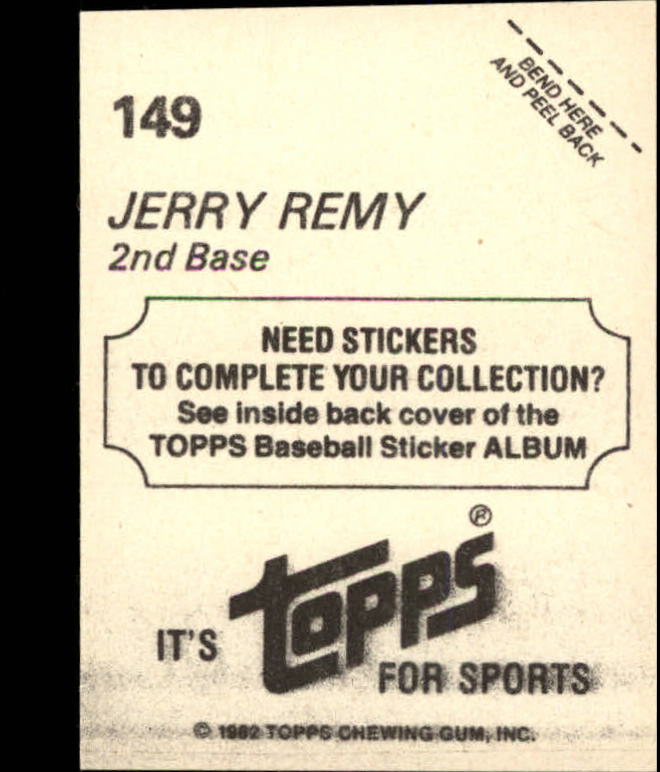 BEND HERE
AND PEEL BACK
149
JERRY REMY
2nd Base
NEED STICKERS
TO COMPLETE YOUR COLLECTION?
See inside back cover of the
TOPPS Baseball Sticker ALBUM
IT'S topps®
FOR SPORTS
© 1982 TOPPS CHEWING GUM, INC.